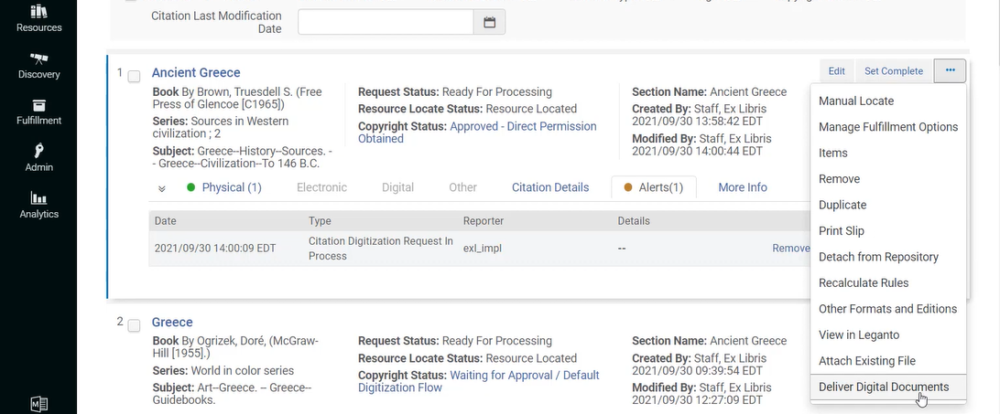 Resources
Discovery
Fulfillment
Admin
Analytics
Citation Last Modification
Date
1
Ancient Greece
Edit
Set Complete
Book By Brown, Truesdell S. (Free
Press of Glencoe [C1965])
Series: Sources in Western
civilization ; 2
Subject: Greece--History--Sources. -
- Greece--Civilization--To 146 B.C.
Request Status: Ready For Processing
Resource Locate Status: Resource Located
Copyright Status: Approved - Direct Permission
Obtained
Section Name: Ancient Greece
Created By: Staff, Ex Libris
2021/09/30 13:58:42 EDT
Modified By: Staff, Ex Libris
2021/09/30 14:00:44 EDT
Physical (1)
Electronic
Digital
Other
Citation Details
Alerts(1)
More Info
Date
Type
Reporter
Details
2021/09/30 14:00:09 EDT
Citation Digitization Request In
Process
exl_impl
--
Remove
Manual Locate
Manage Fulfillment Options
Items
Remove
Duplicate
Print Slip
Detach from Repository
Recalculate Rules
Other Formats and Editions
View in Leganto
Attach Existing File
Deliver Digital Documents
2
Greece
Book By Ogrizek, Doré, (McGraw-
Hill [1955].)
Series: World in color series
Subject: Art--Greece. -- Greece--
Guidebooks.
Request Status: Ready For Processing
Resource Locate Status: Resource Located
Copyright Status: Waiting for Approval / Default
Digitization Flow
Section Name: Ancient Greece
Created By: Staff, Ex Libris
2021/09/30 09:39:54 EDT
Modified By: Staff, Ex Libris
2021/09/30 12:27:09 EDT